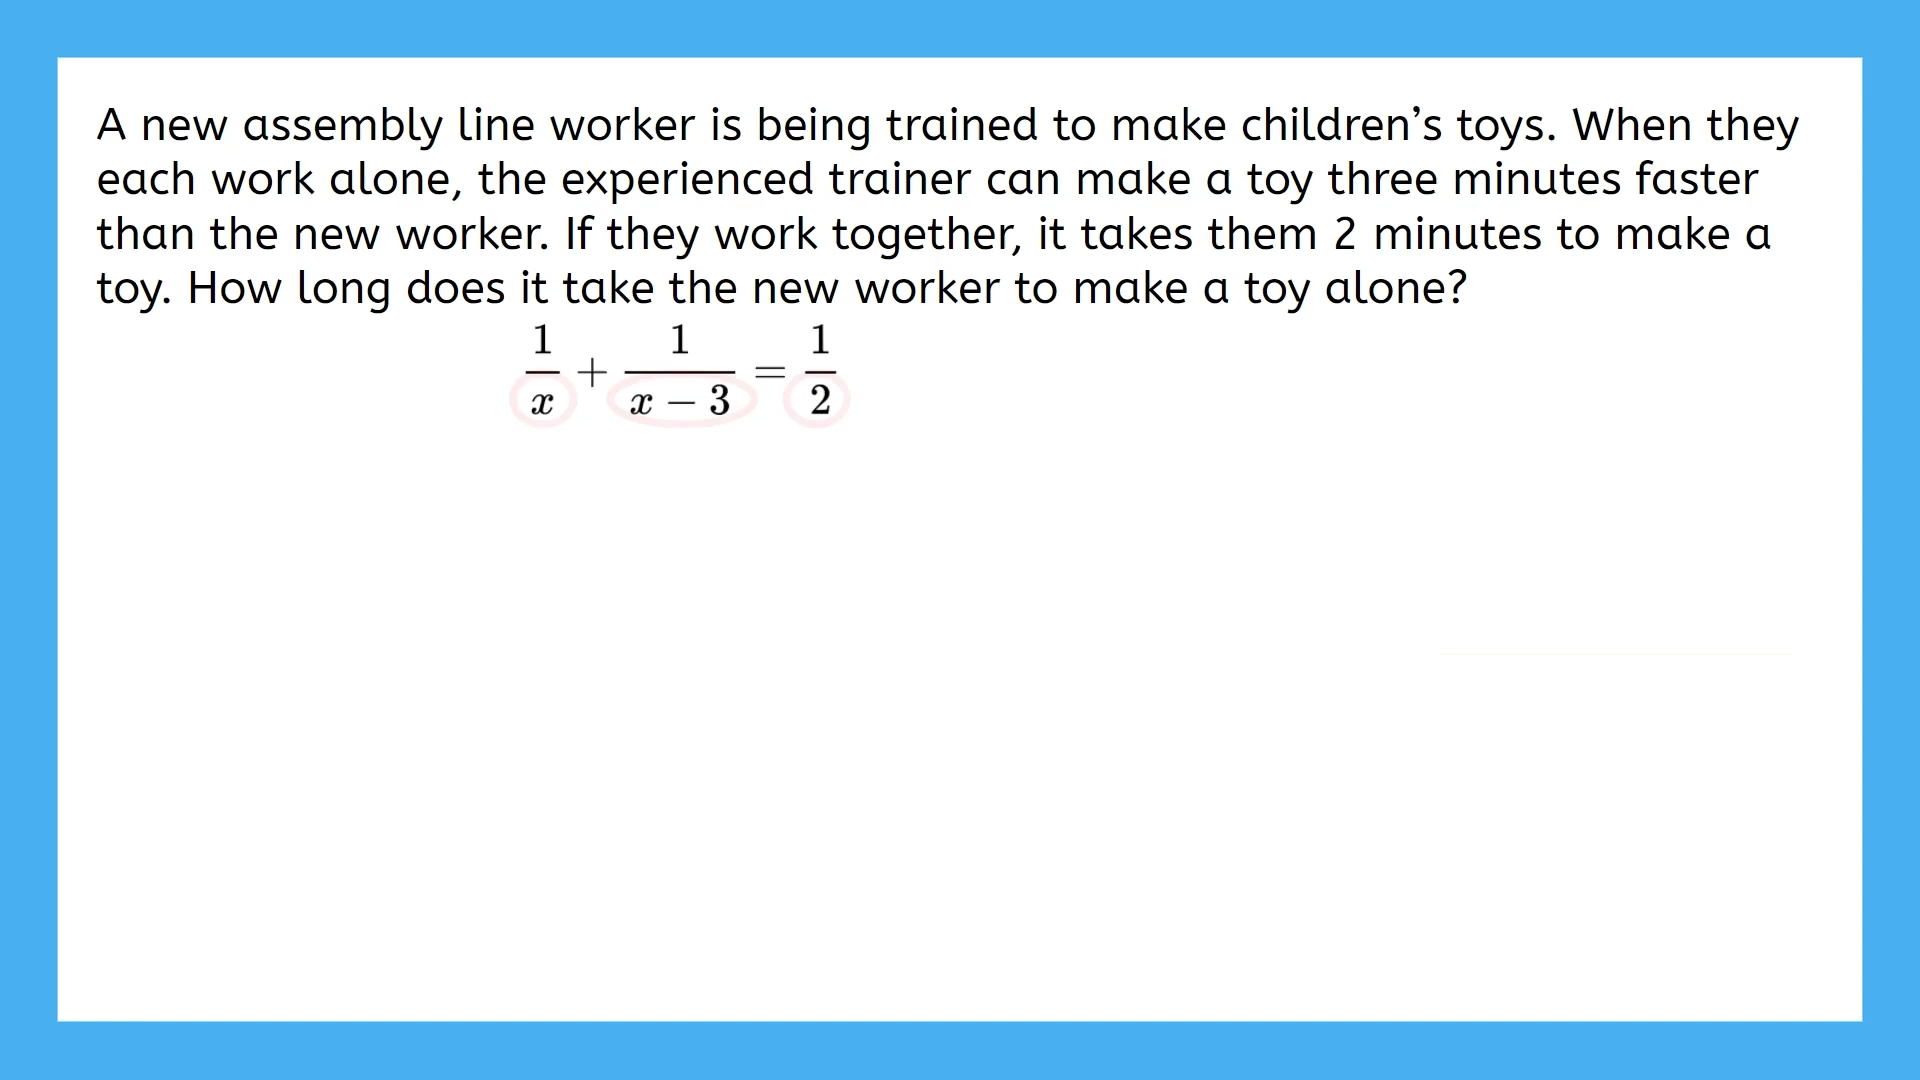 A new assembly line worker is being trained to make children’s toys. When they
each work alone, the experienced trainer can make a toy three minutes faster
than the new worker. If they work together, it takes them 2 minutes to make a
toy. How long does it take the new worker to make a toy alone?
1/x + 1/(x − 3) = 1/2